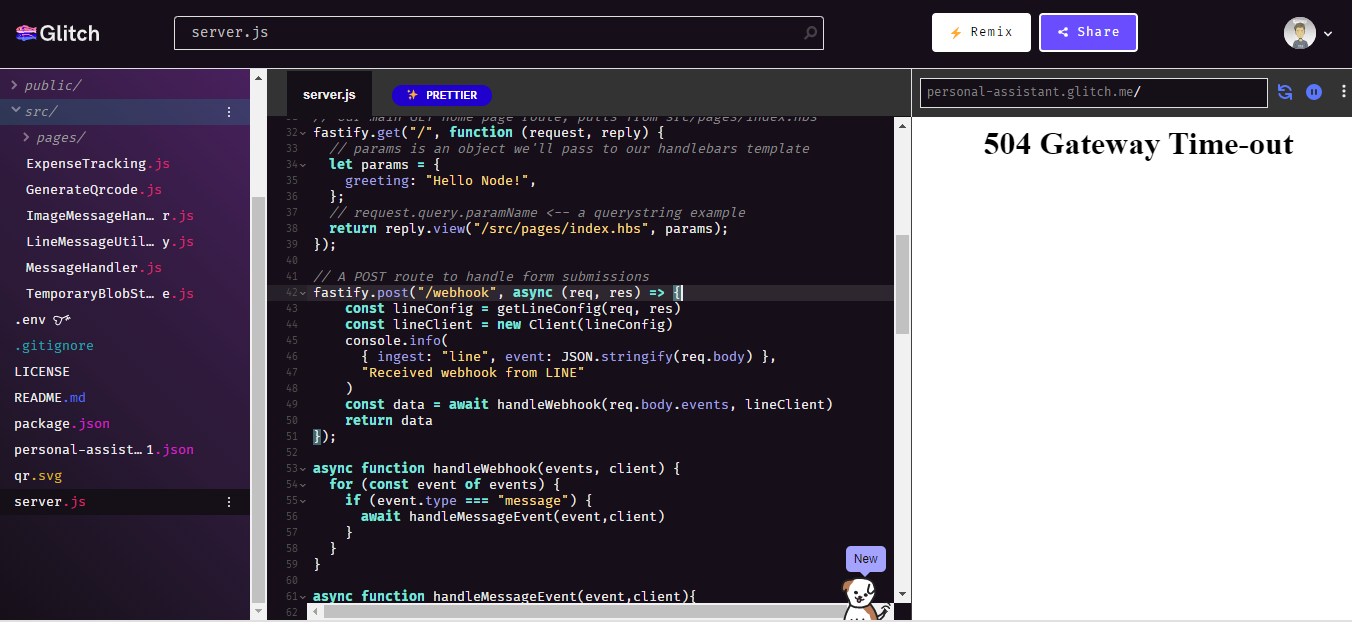 Glitch
server.js
Remix
Share
public/
src/
pages/
ExpenseTracking.js
GenerateQrcode.js
ImageMessageHan… r.js
LineMessageUtil… y.js
MessageHandler.js
TemporaryBlobSt… e.js
.env
.gitignore
LICENSE
README.md
package.json
personal-assist…1.json
qr.svg
server.js
server.js
PRETTIER
31 // Our main GET home page route, pulls from src/pages/index.hbs
32 fastify.get("/", function (request, reply) {
33 // params is an object we'll pass to our handlebars template
34 let params = {
35 greeting: "Hello Node!",
36 };
37 // request.query.paramName <-- a querystring example
38 return reply.view("/src/pages/index.hbs", params);
39 });
40
41 // A POST route to handle form submissions
42 fastify.post("/webhook", async (req, res) => {
43 const lineConfig = getLineConfig(req, res)
44 const lineClient = new Client(lineConfig)
45 console.info(
46 { ingest: "line", event: JSON.stringify(req.body) },
47 "Received webhook from LINE"
48 )
49 const data = await handleWebhook(req.body.events, lineClient)
50 return data
51 });
52
53 async function handleWebhook(events, client) {
54 for (const event of events) {
55 if (event.type === "message") {
56 await handleMessageEvent(event,client)
57 }
58 }
59 }
60
61 async function handleMessageEvent(event,client){
62
New
personal-assistant.glitch.me/
504 Gateway Time-out